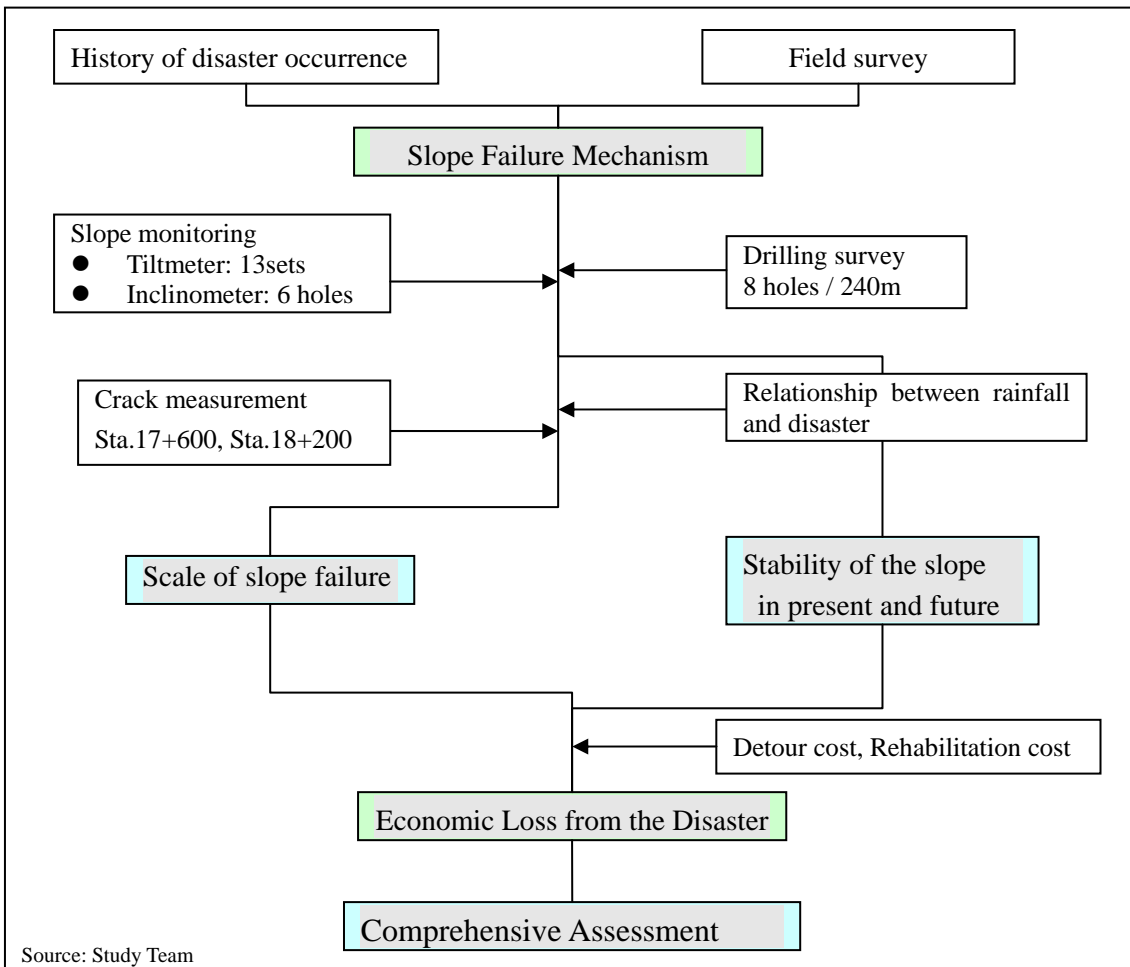 History of disaster occurrence
Field survey
Slope Failure Mechanism
Slope monitoring
● Tiltmeter: 13sets
● Inclinometer: 6 holes
Drilling survey
8 holes / 240m
Crack measurement
Sta.17+600, Sta.18+200
Relationship between rainfall
and disaster
Scale of slope failure
Stability of the slope
in present and future
Detour cost, Rehabilitation cost
Economic Loss from the Disaster
Comprehensive Assessment
Source: Study Team